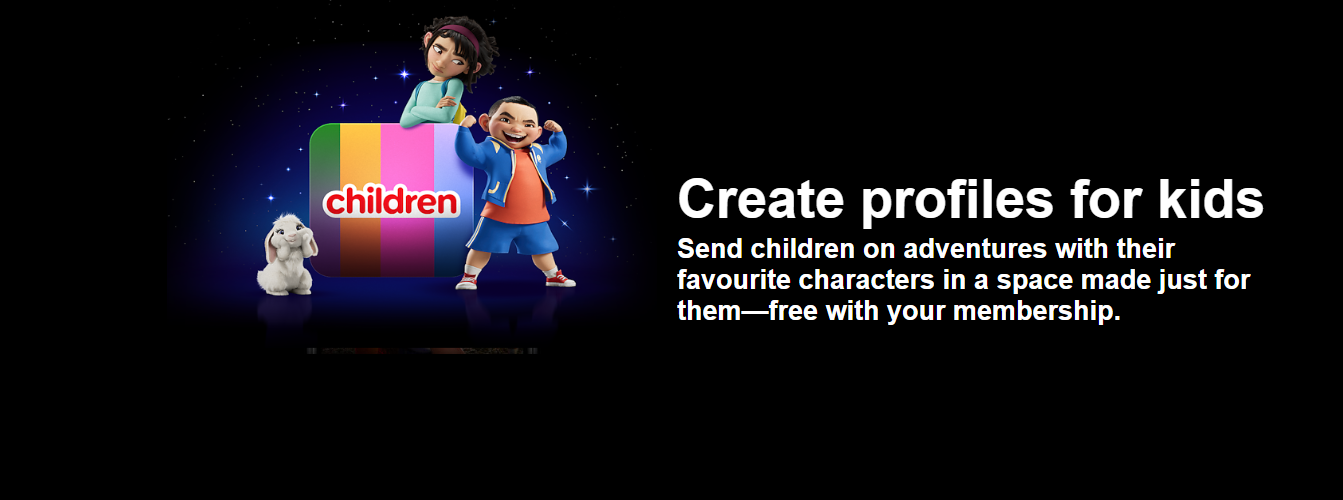 children
Create profiles for kids
Send children on adventures with their
favourite characters in a space made just for
them—free with your membership.